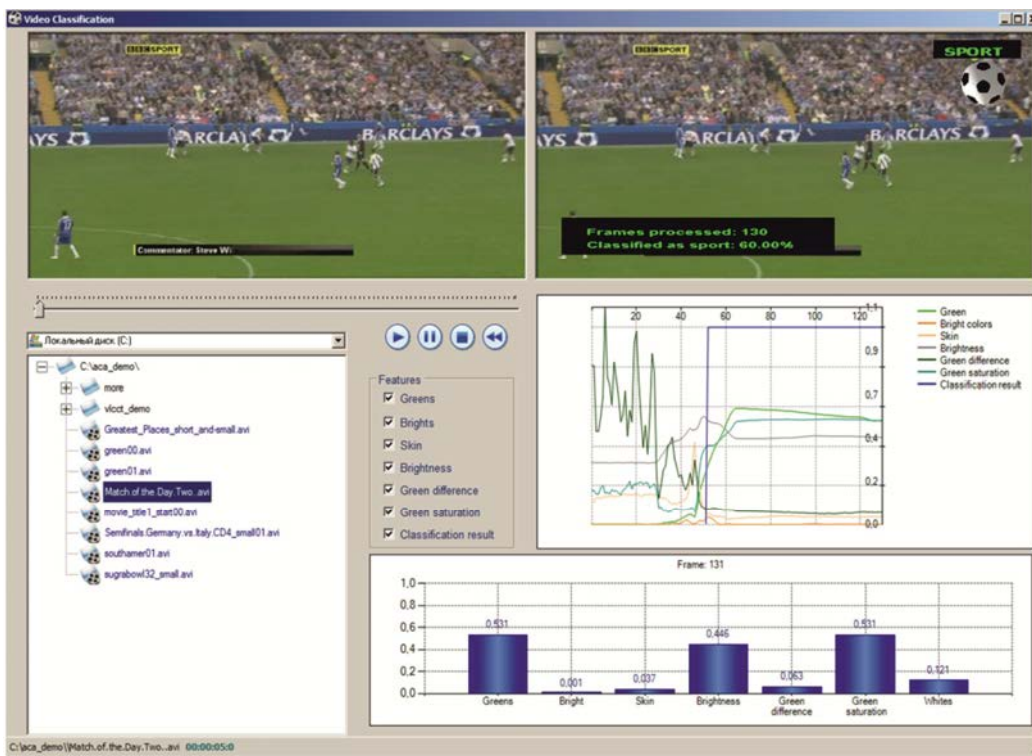 Video Classification
BBC SPORT
YS
BARCLAYS
BARCLAYS
Commentator: Steve Wi
BBC SPORT
SPORT
YS
BARCLAYS
BARCLAYS
Frames processed: 130
Classified as sport: 60.00%
Локальный диск (C:)
C:\aca_demo\
more
vlcct_demo
Greatest_Places_short_and-small.avi
green00.avi
green01.avi
Match.of.the.Day.Two..avi
movie_title1_start00.avi
Semifinals.Germany.vs.Italy.CD4_small01.avi
southamer01.avi
sugrabowl32_small.avi
Features
Greens
Brights
Skin
Brightness
Green difference
Green saturation
Classification result
20 40 60 80 100 120
1,1
0,9
0,7
0,4
0,2
0,0
Green
Bright colors
Skin
Brightness
Green difference
Green saturation
Classification result
Frame: 131
1,0
0,8
0,6
0,4
0,2
0,0
0,531
0,001
0,037
0,446
0,063
0,531
0,121
Greens
Bright
Skin
Brightness
Green difference
Green saturation
Whites
C:\aca_demo\\Match.of.the.Day.Two..avi 00:00:05:0